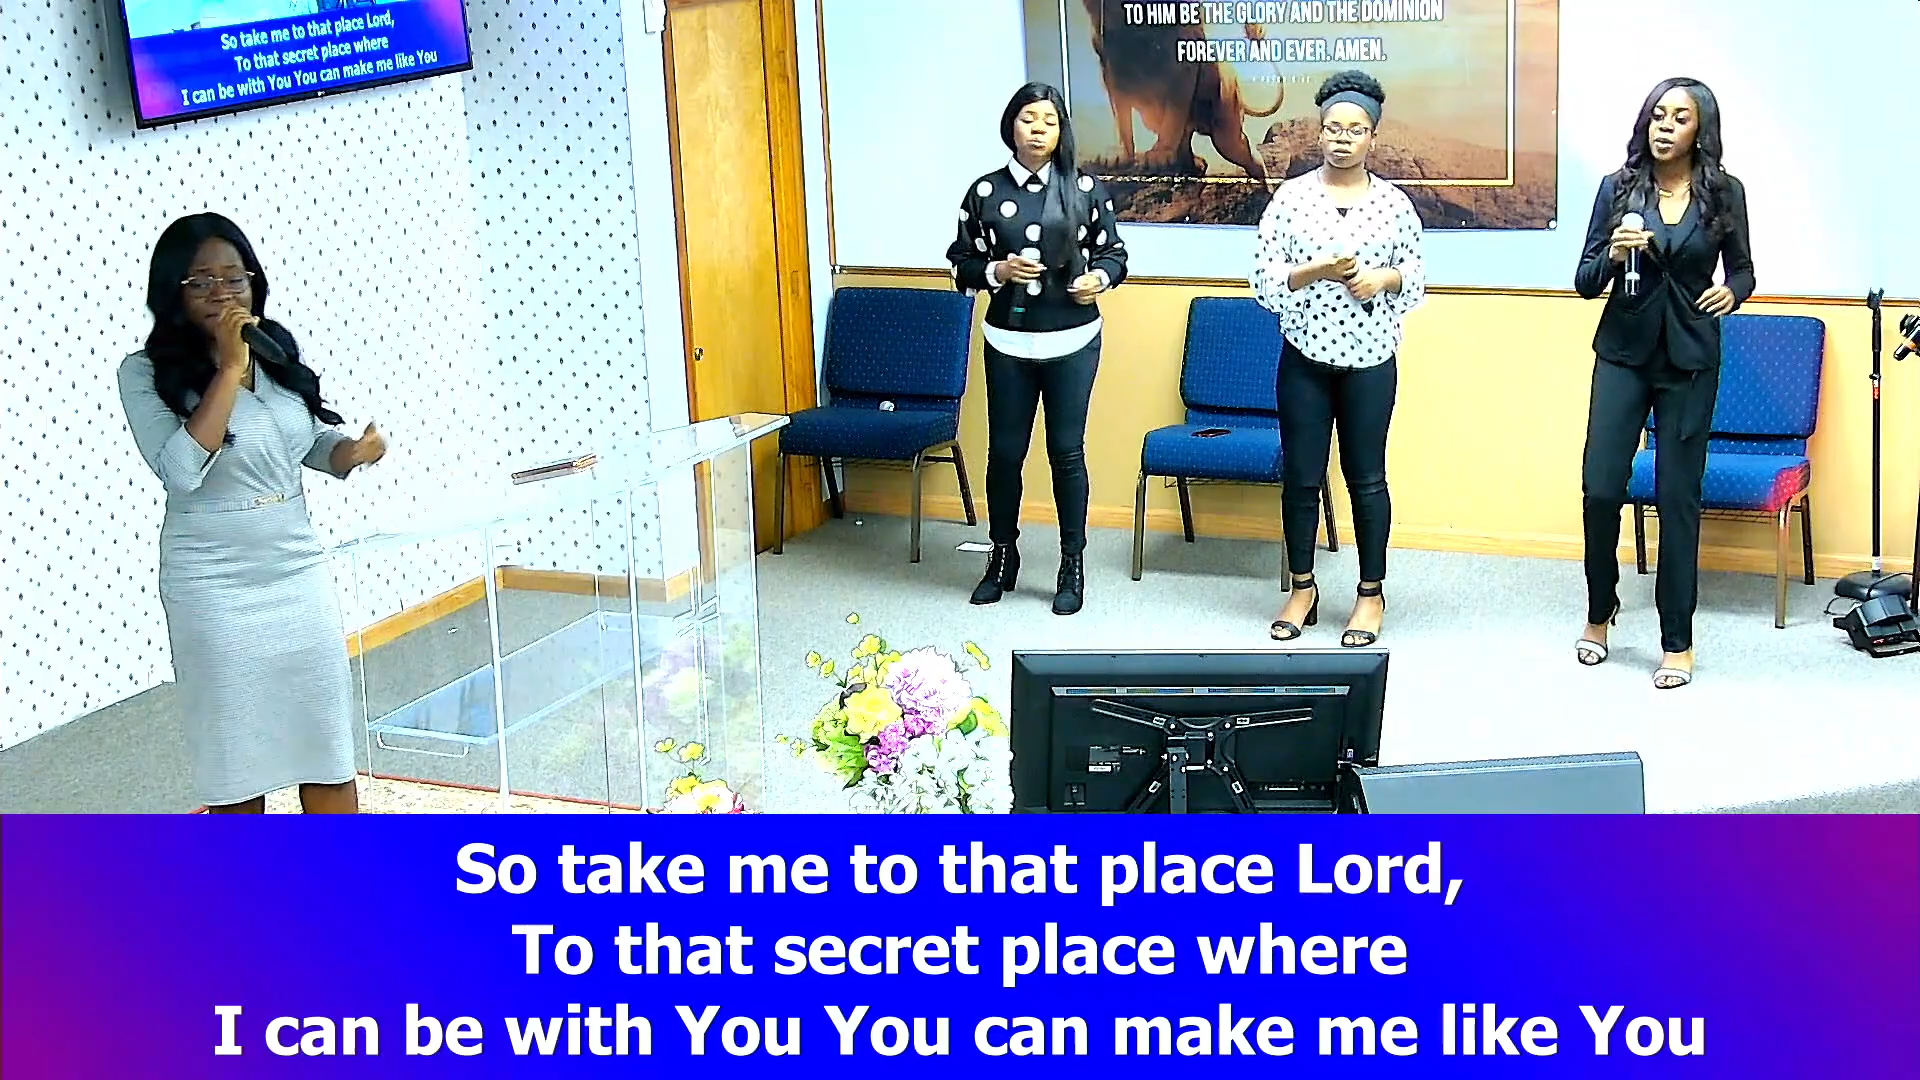 So take me to that place Lord,
To that secret place where
I can be with You You can make me like You
TO HIM BE THE GLORY AND THE DOMINION
FOREVER AND EVER. AMEN.
So take me to that place Lord,
To that secret place where
I can be with You You can make me like You